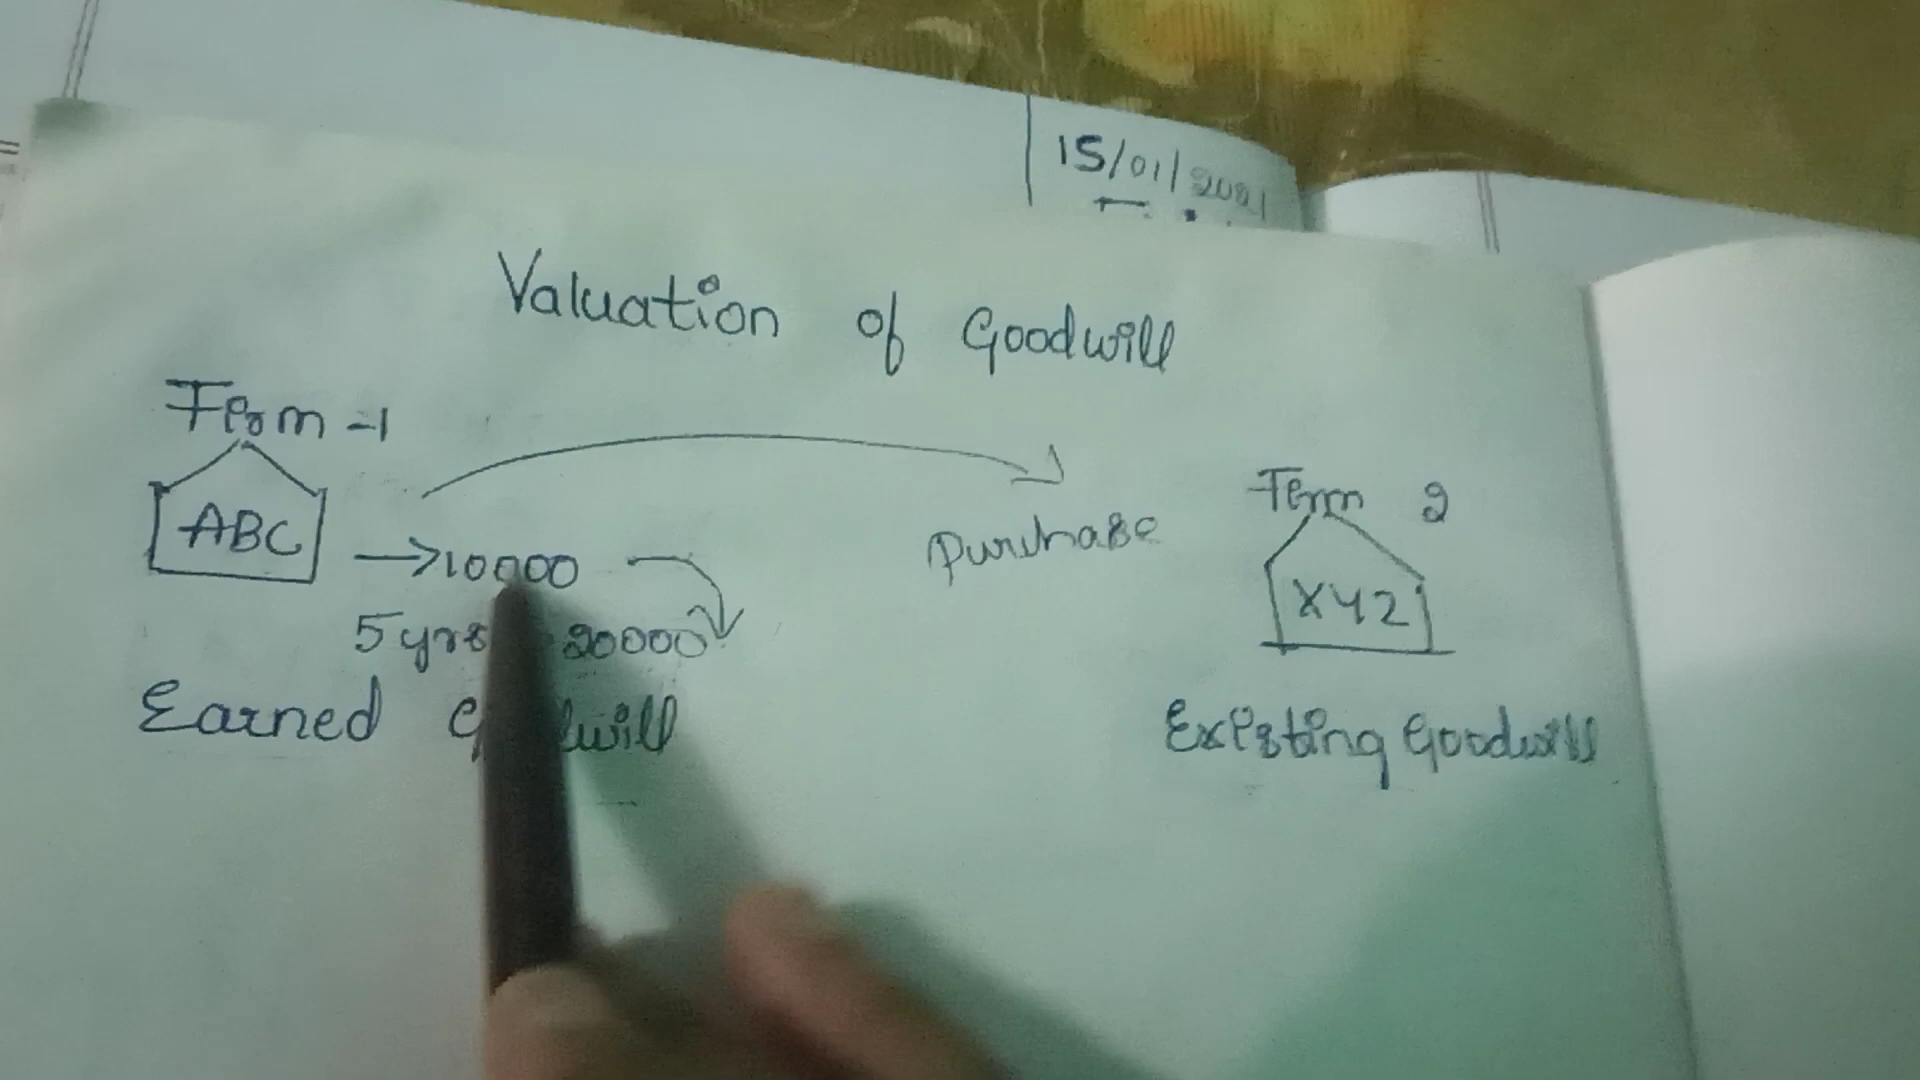 15/01/2021
Valuation of Goodwill
Firm -1
ABC
→10000
5 yrs 20000
Earned
Purchase
Firm 2
XYZ
Existing Goodwill